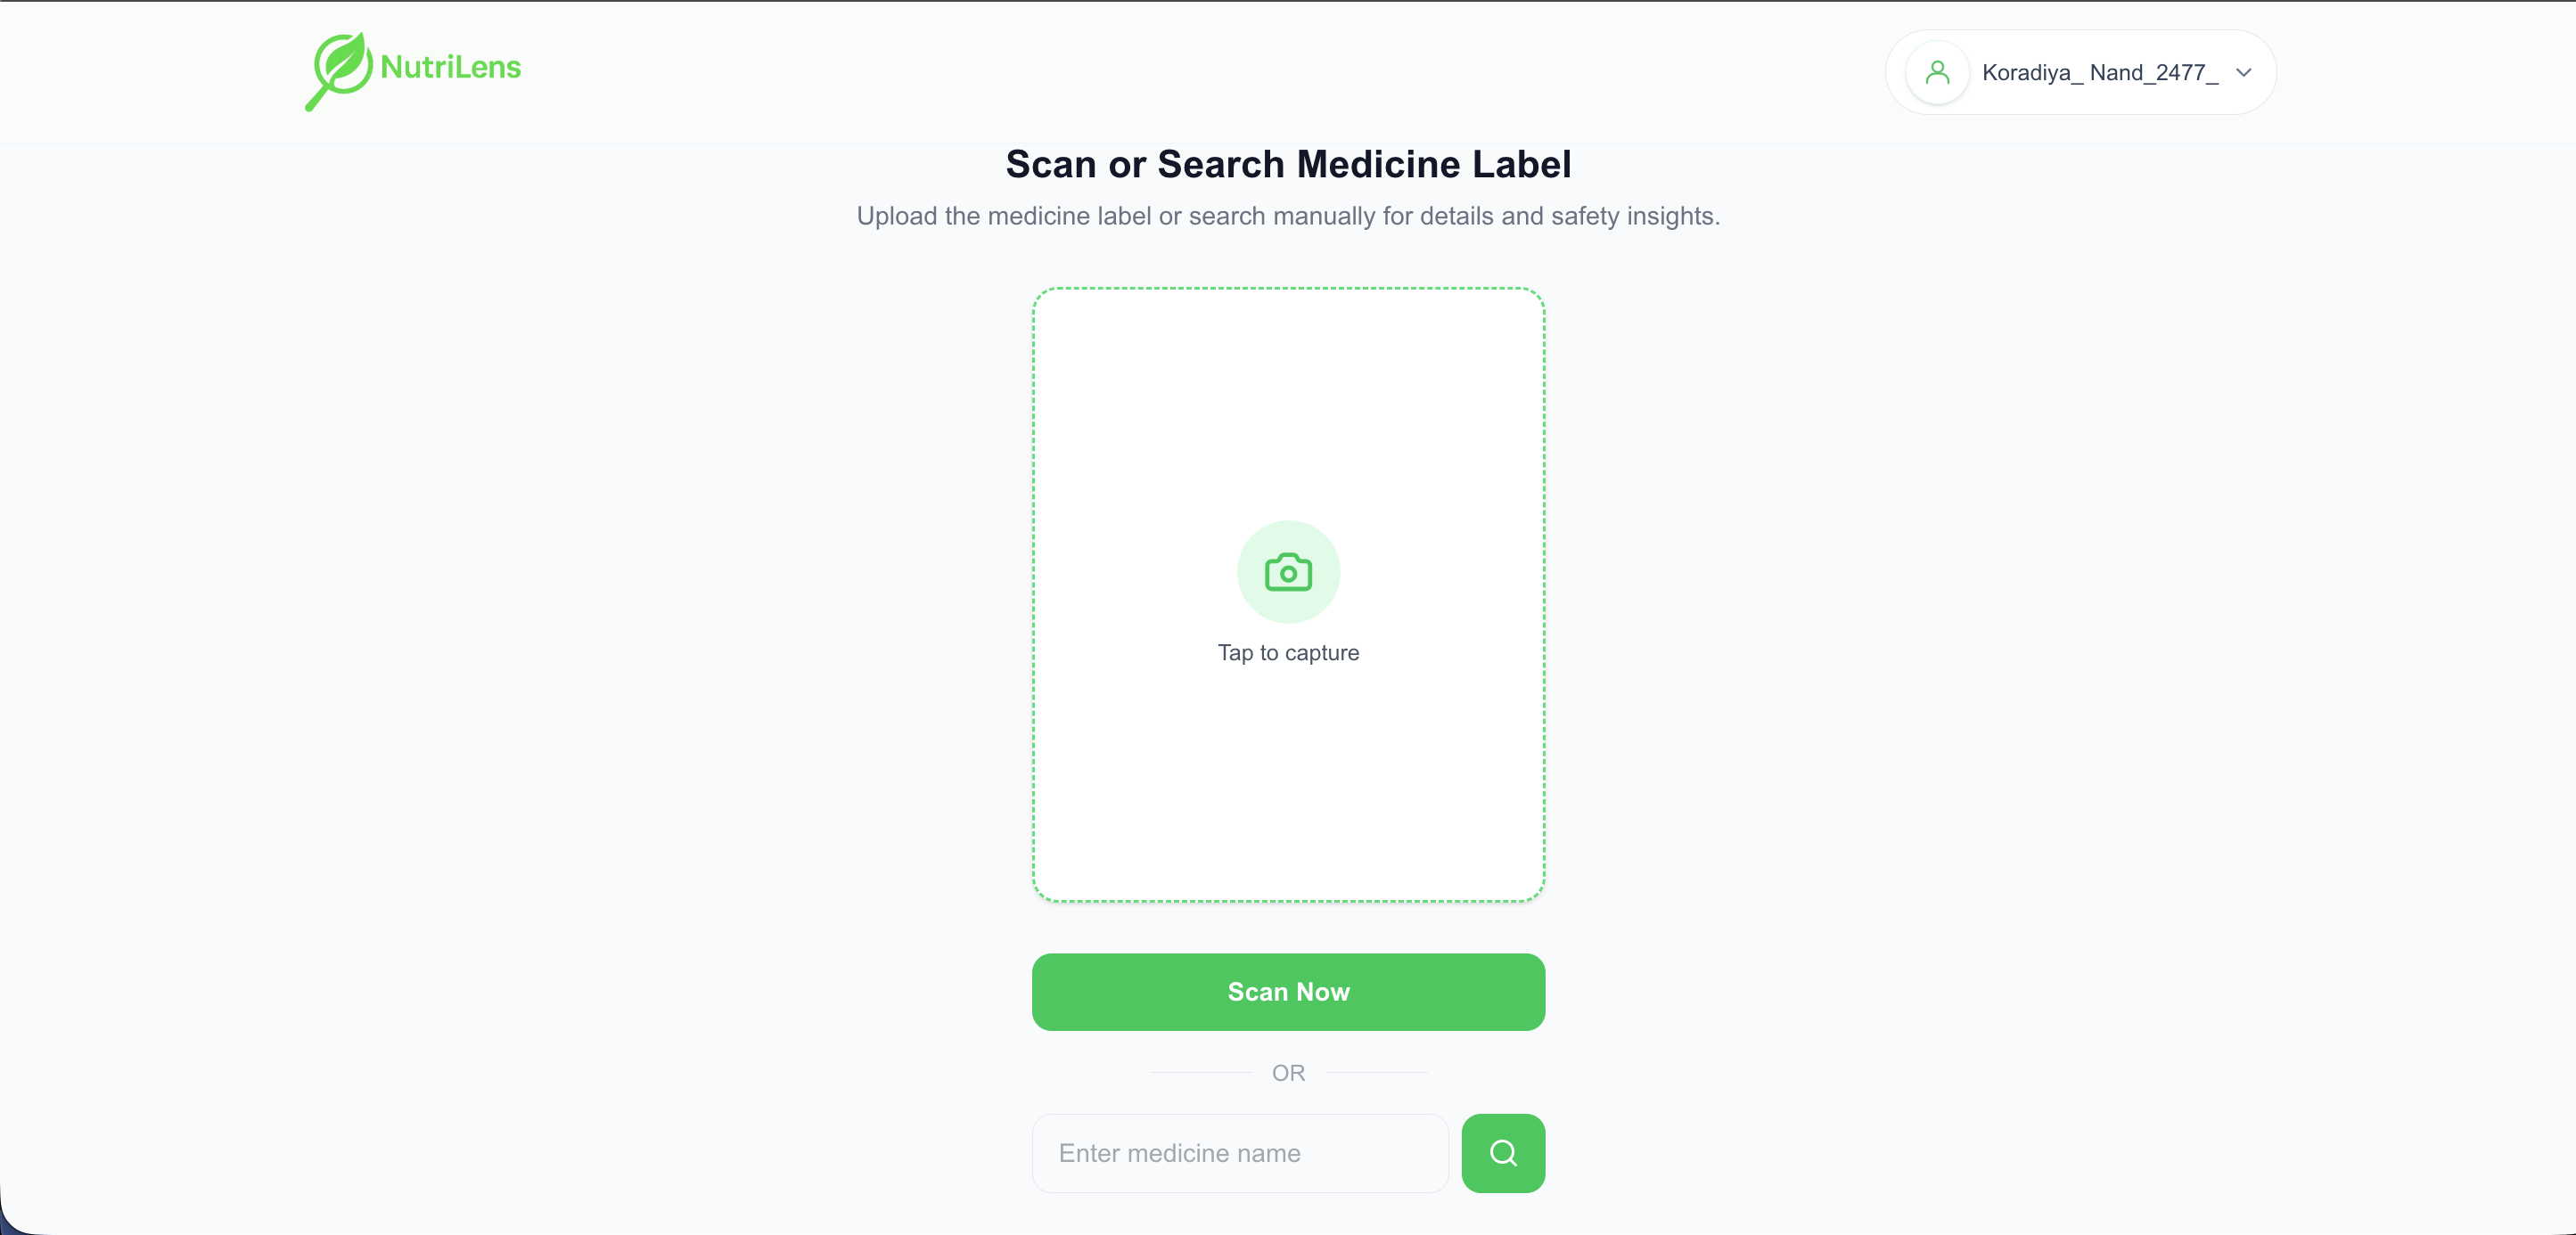 NutriLens
Koradiya_ Nand_2477_
Scan or Search Medicine Label
Upload the medicine label or search manually for details and safety insights.
Tap to capture
Scan Now
OR
Enter medicine name